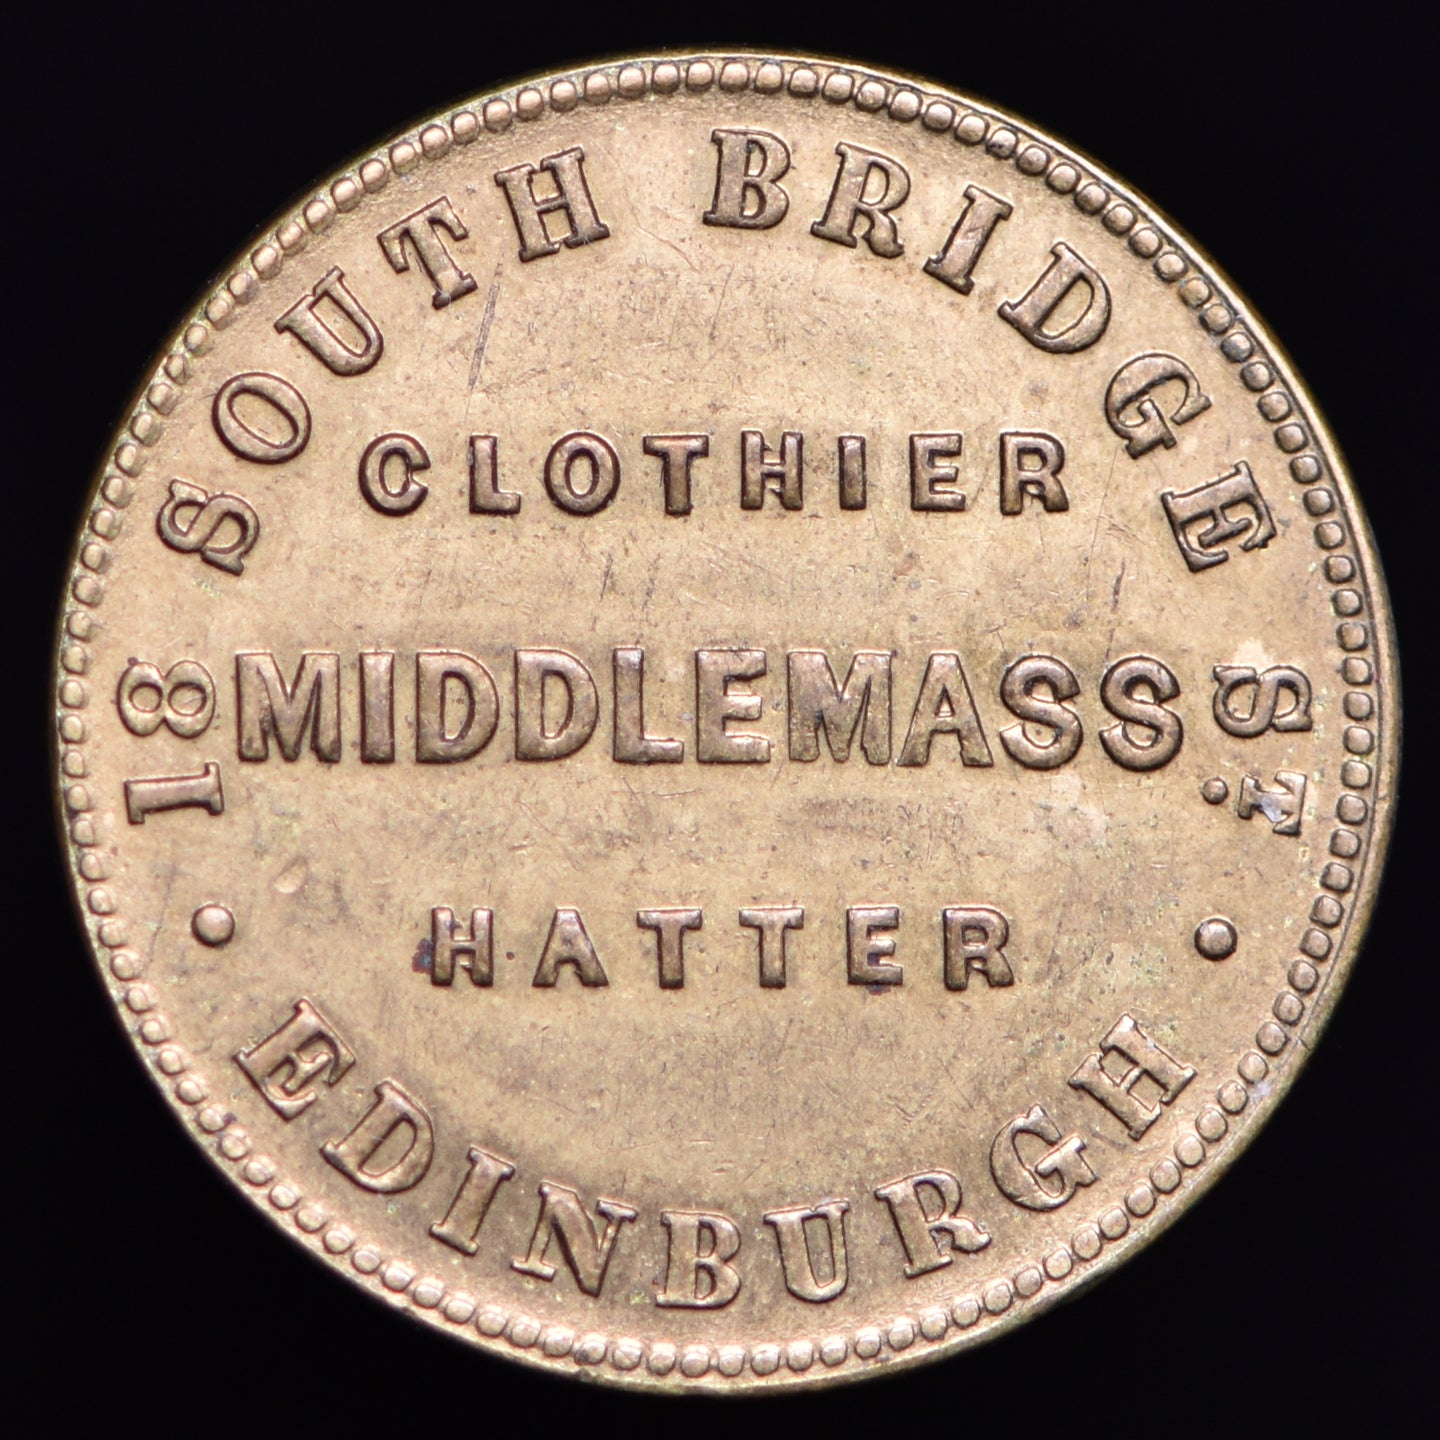 18 SOUTH BRIDGE ST.
CLOTHIER
MIDDLEMASS
HATTER
• EDINBURGH •